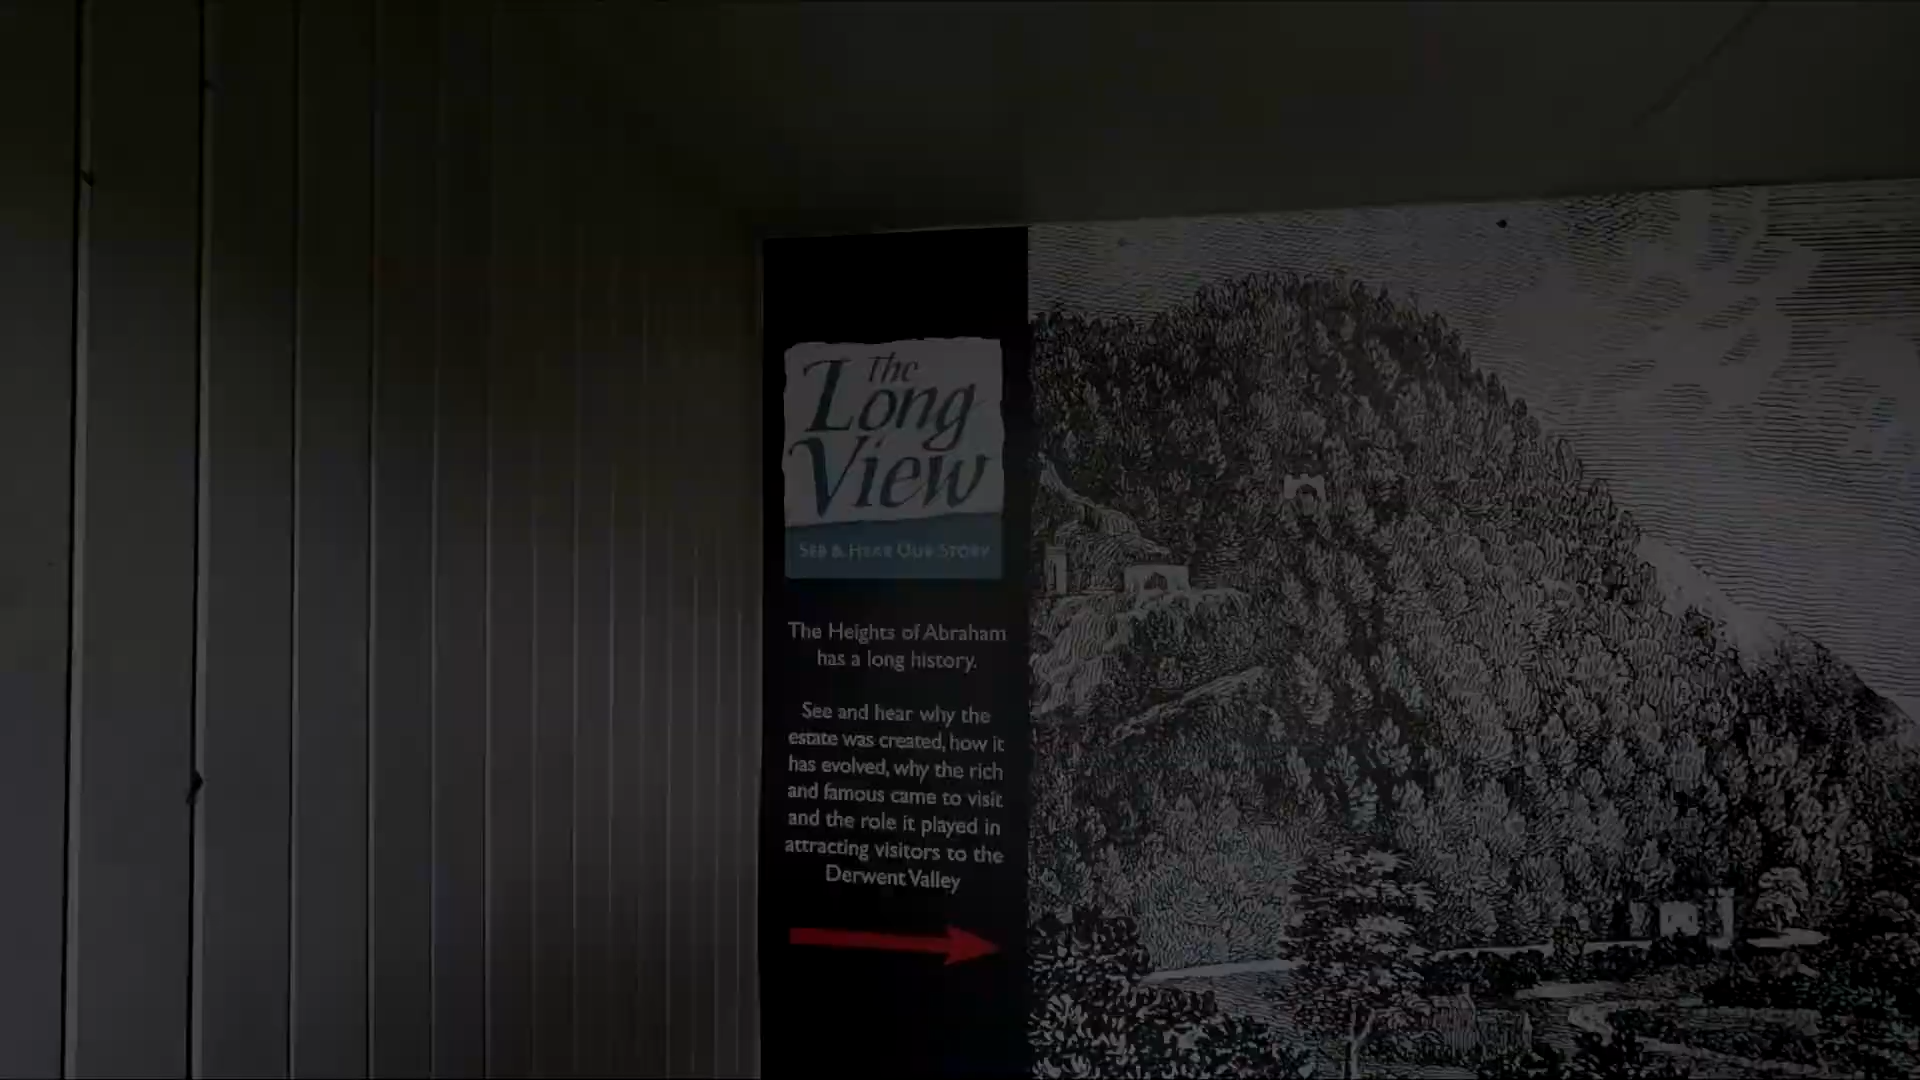 The
Long
View
SEE & HEAR OUR STORY
The Heights of Abraham
has a long history.
See and hear why the
estate was created, how it
has evolved, why the rich
and famous came to visit
and the role it played in
attracting visitors to the
Derwent Valley